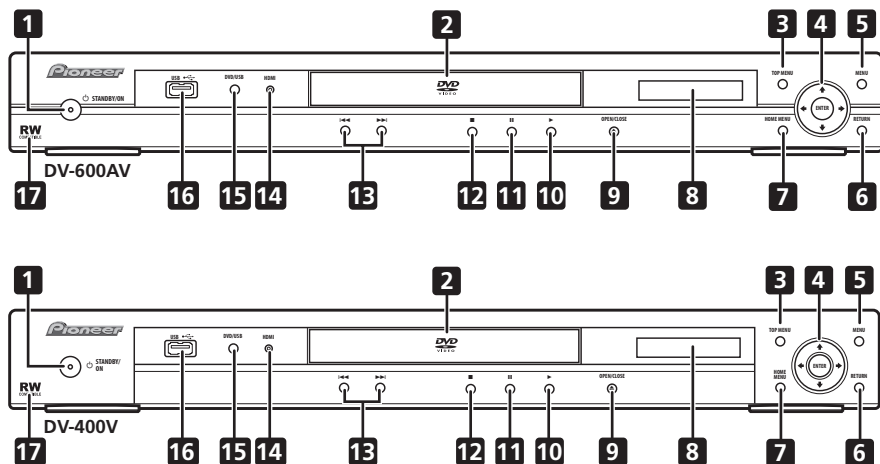 1 2 3 4 5
Pioneer
USB DVD/USB HDMI DVD VIDEO TOP MENU MENU
STANDBY/ON ENTER
OPEN/CLOSE HOME MENU RETURN
RW
COMPATIBLE
DV-600AV
17 16 15 14 13 12 11 10 9 8 7 6
1 2 3 4 5
Pioneer
USB DVD/USB HDMI DVD VIDEO TOP MENU MENU
STANDBY/
ON
ENTER
OPEN/CLOSE HOME
MENU
RETURN
RW
COMPATIBLE
DV-400V
17 16 15 14 13 12 11 10 9 8 7 6